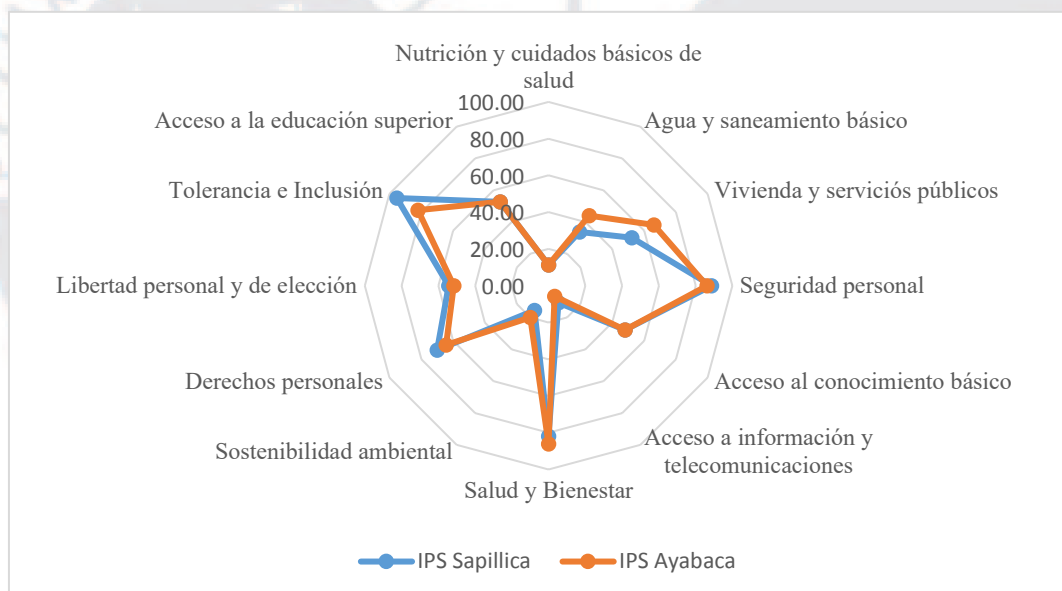 Nutrición y cuidados básicos de
salud
100.00
Acceso a la educación superior
Agua y saneamiento básico
80.00
60.00
Tolerancia e Inclusión
Vivienda y serviciós públicos
40.00
20.00
Libertad personal y de elección
0.00
Seguridad personal
Derechos personales
Acceso al conocimiento básico
Sostenibilidad ambiental
Acceso a información y
telecomunicaciones
Salud y Bienestar
IPS Sapillica
IPS Ayabaca